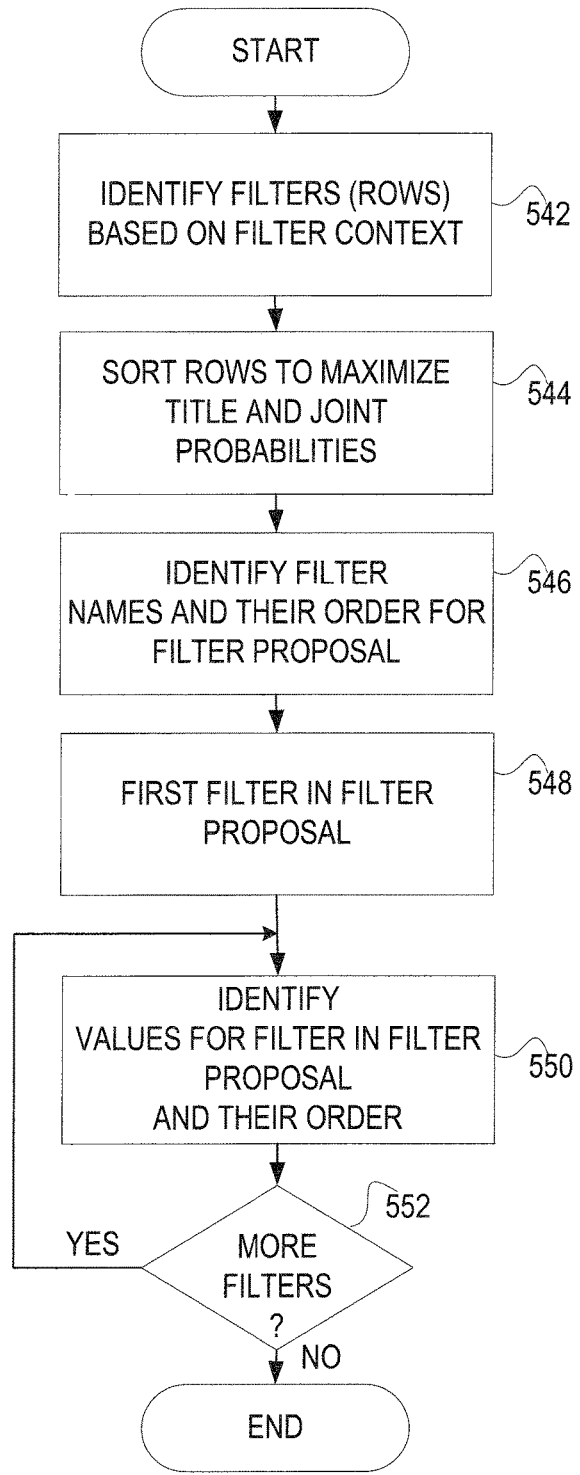 START
IDENTIFY FILTERS (ROWS)
BASED ON FILTER CONTEXT
542
SORT ROWS TO MAXIMIZE
TITLE AND JOINT
PROBABILITIES
544
IDENTIFY FILTER
NAMES AND THEIR ORDER FOR
FILTER PROPOSAL
546
FIRST FILTER IN FILTER
PROPOSAL
548
IDENTIFY
VALUES FOR FILTER IN FILTER
PROPOSAL
AND THEIR ORDER
550
552
YES
MORE
FILTERS
?
NO
END